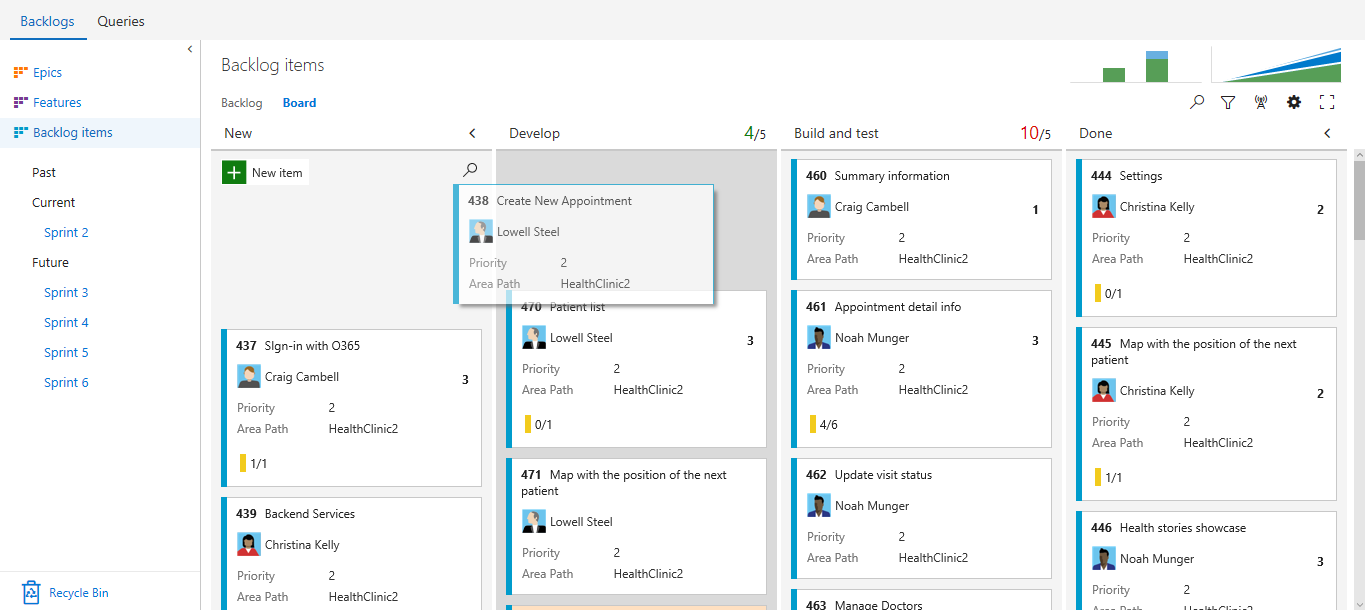 Backlogs Queries
Epics
Features
Backlog items
Past
Current
Sprint 2
Future
Sprint 3
Sprint 4
Sprint 5
Sprint 6
Recycle Bin
Backlog items
Backlog Board
New
New item
438 Create New Appointment
Lowell Steel
Priority 2
Area Path HealthClinic2
437 SIgn-in with O365
Craig Cambell 3
Priority 2
Area Path HealthClinic2
1/1
439 Backend Services
Christina Kelly
Priority 2
Area Path HealthClinic2
Develop 4/5
470 Patient list
Lowell Steel 3
Priority 2
Area Path HealthClinic2
0/1
471 Map with the position of the next
patient
Lowell Steel
Priority 2
Area Path HealthClinic2
Build and test 10/5
460 Summary information
Craig Cambell 1
Priority 2
Area Path HealthClinic2
461 Appointment detail info
Noah Munger 3
Priority 2
Area Path HealthClinic2
4/6
462 Update visit status
Noah Munger
Priority 2
Area Path HealthClinic2
463 Manage Doctors
Done
444 Settings
Christina Kelly 2
Priority 2
Area Path HealthClinic2
0/1
445 Map with the position of the next
patient
Christina Kelly 2
Priority 2
Area Path HealthClinic2
1/1
446 Health stories showcase
Noah Munger 3
Priority 2
Area Path HealthClinic2